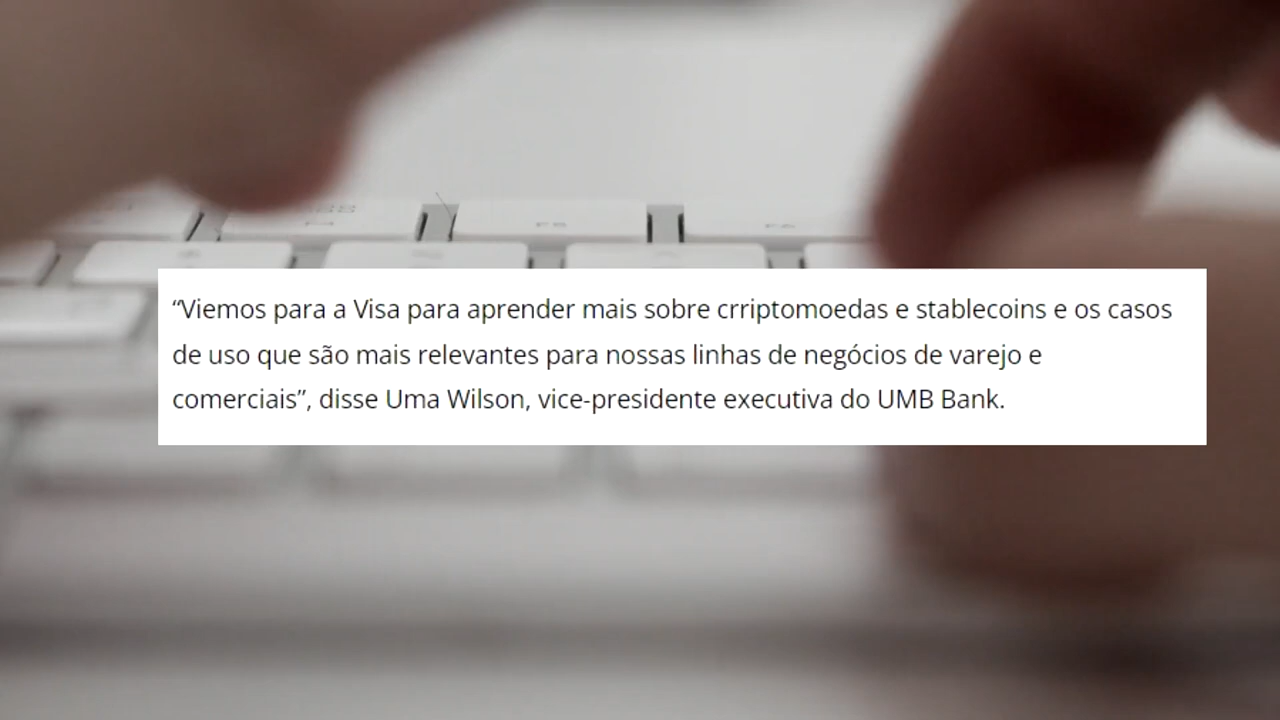 “Viemos para a Visa para aprender mais sobre crriptomoedas e stablecoins e os casos
de uso que são mais relevantes para nossas linhas de negócios de varejo e
comerciais”, disse Uma Wilson, vice-presidente executiva do UMB Bank.